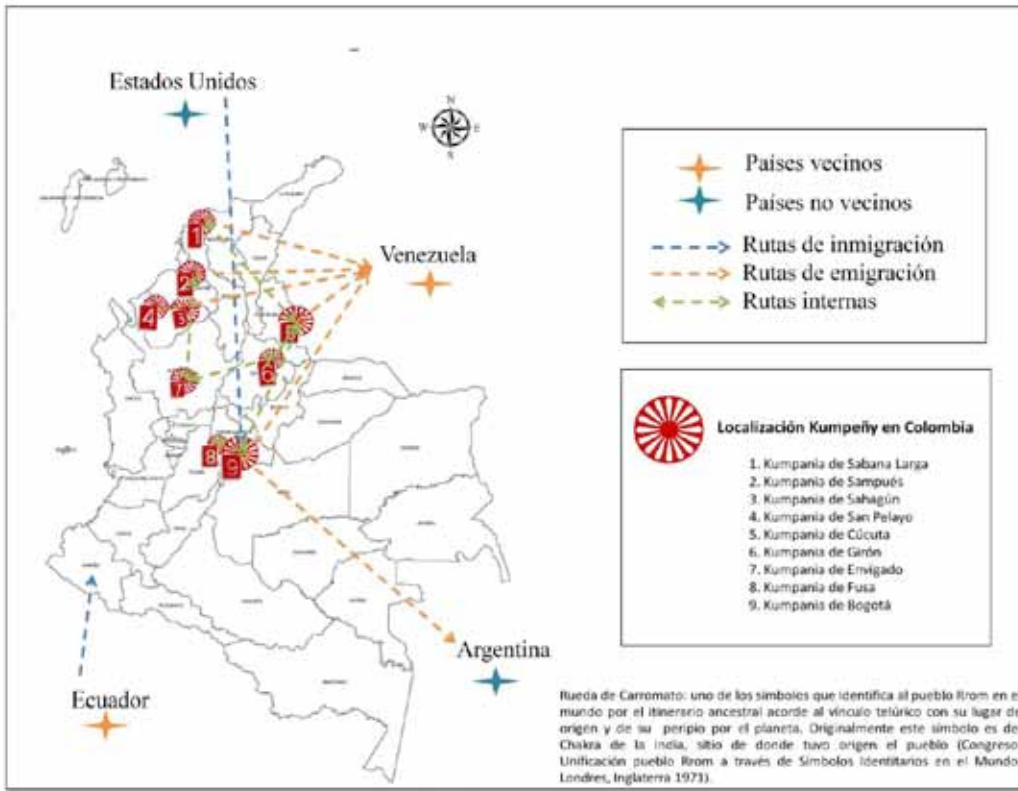 Estados Unidos
N
W
E
Venezuela
1
2
4
3
6
7
8
9
Argentina
Ecuador
Países vecinos
Países no vecinos
Rutas de inmigración
Rutas de emigración
Rutas internas
Localización Kumpeñy en Colombia
1. Kumpania de Sabana Larga
2. Kumpania de Sampués
3. Kumpania de Sahagún
4. Kumpania de San Pelayo
5. Kumpania de Cúcuta
6. Kumpania de Girón
7. Kumpania de Envigado
8. Kumpania de Fusa
9. Kumpania de Bogotá
Rueda de Carromato: uno de los símbolos que identifica al pueblo Rrom en e
mundo por el itinerario ancestral acorde al vínculo telúrico con su lugar de
origen y de su periplo por el planeta. Originalmente este símbolo es de
Chakra de la India, sitio de donde tuvo origen el pueblo (Congreso
Unificación pueblo Rrom a través de Símbolos Identitarios en el Mundo
Londres, Inglaterra 1971).